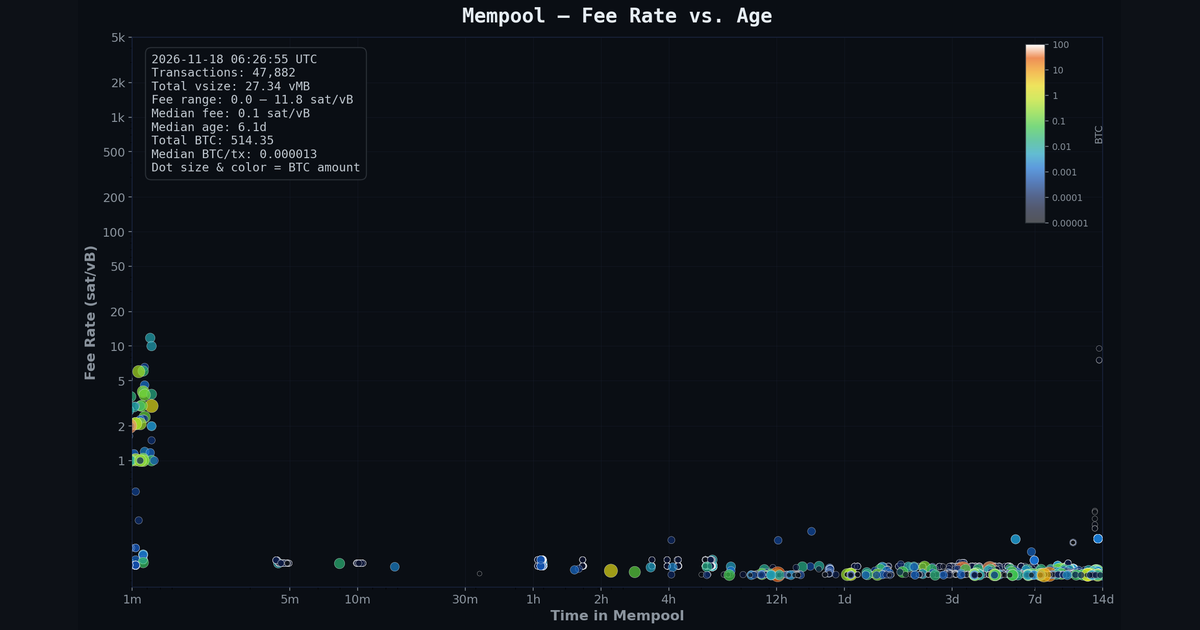 Mempool — Fee Rate vs. Age
2026-11-18 06:26:55 UTC
Transactions: 47,882
Total vsize: 27.34 vMB
Fee range: 0.0 – 11.8 sat/vB
Median fee: 0.1 sat/vB
Median age: 6.1d
Total BTC: 514.35
Median BTC/tx: 0.000013
Dot size & color = BTC amount
100
10
1
0.1
0.01
0.001
0.0001
0.00001
BTC
5k
2k
1k
500
200
100
50
20
10
5
2
1
Fee Rate (sat/vB)
1m 5m 10m 30m 1h 2h 4h 12h 1d 3d 7d 14d
Time in Mempool